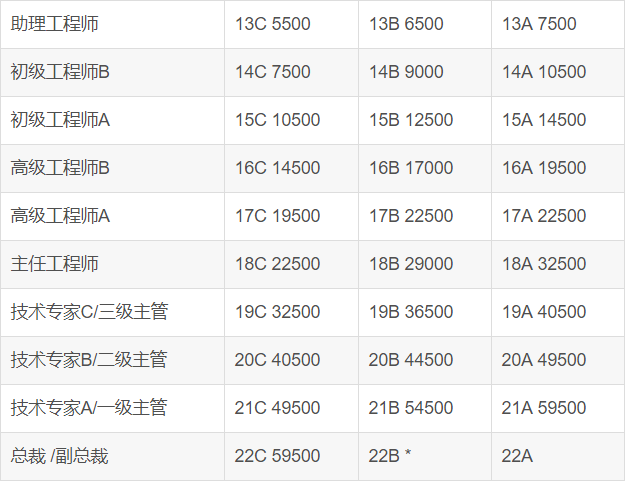 助理工程师 13C 5500 13B 6500 13A 7500
初级工程师B 14C 7500 14B 9000 14A 10500
初级工程师A 15C 10500 15B 12500 15A 14500
高级工程师B 16C 14500 16B 17000 16A 19500
高级工程师A 17C 19500 17B 22500 17A 22500
主任工程师 18C 22500 18B 29000 18A 32500
技术专家C/三级主管 19C 32500 19B 36500 19A 40500
技术专家B/二级主管 20C 40500 20B 44500 20A 49500
技术专家A/一级主管 21C 49500 21B 54500 21A 59500
总裁 /副总裁 22C 59500 22B * 22A